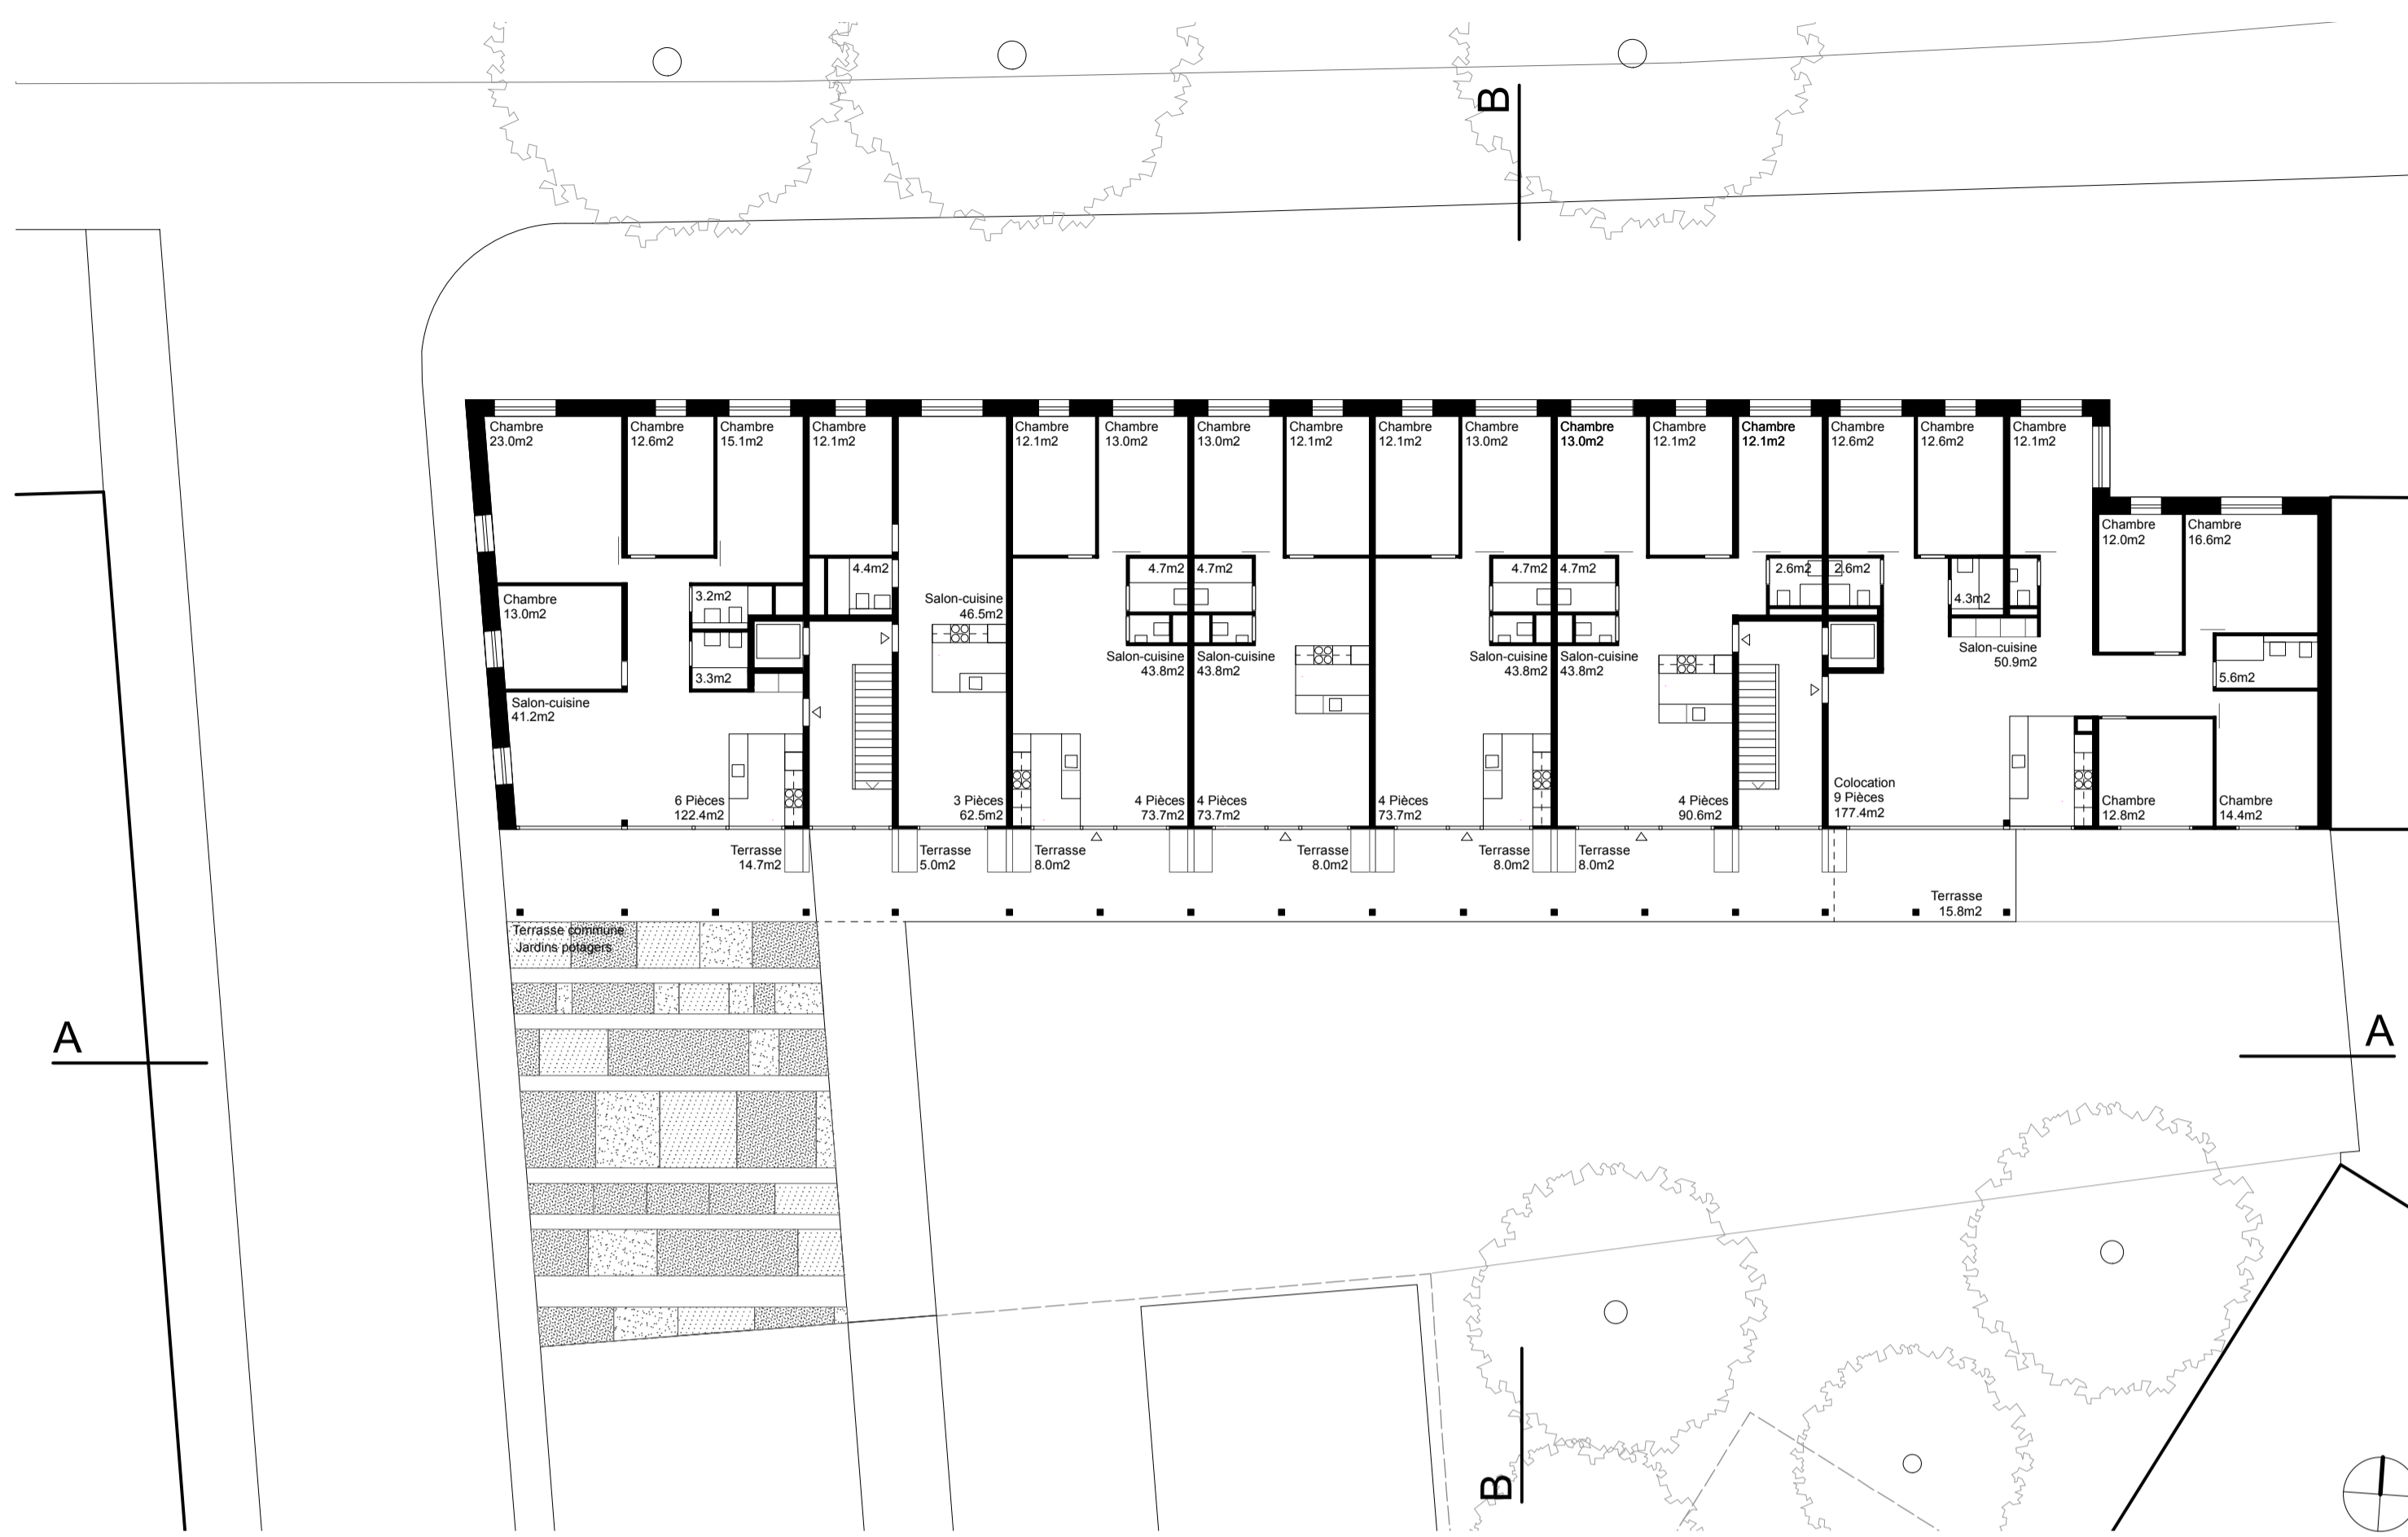 B
Chambre
23.0m2
Chambre
12.6m2
Chambre
15.1m2
Chambre
12.1m2
Chambre
12.1m2
Chambre
13.0m2
Chambre
13.0m2
Chambre
12.1m2
Chambre
12.1m2
Chambre
13.0m2
Chambre
13.0m2
Chambre
12.1m2
Chambre
12.1m2
Chambre
12.6m2
Chambre
12.6m2
Chambre
12.1m2
Chambre
12.0m2
Chambre
16.6m2
4.4m2
4.7m2
4.7m2
4.7m2
4.7m2
2.6m2
2.6m2
4.3m2
Chambre
13.0m2
3.2m2
3.3m2
Salon-cuisine
46.5m2
Salon-cuisine
43.8m2
Salon-cuisine
43.8m2
Salon-cuisine
43.8m2
Salon-cuisine
43.8m2
Salon-cuisine
50.9m2
5.6m2
Salon-cuisine
41.2m2
6 Pièces
122.4m2
3 Pièces
62.5m2
4 Pièces
73.7m2
4 Pièces
73.7m2
4 Pièces
73.7m2
4 Pièces
90.6m2
Colocation
9 Pièces
177.4m2
Chambre
12.8m2
Chambre
14.4m2
Terrasse
14.7m2
Terrasse
5.0m2
Terrasse
8.0m2
Terrasse
8.0m2
Terrasse
8.0m2
Terrasse
8.0m2
Terrasse
15.8m2
Terrasse commune
Jardins potagers
A
A
B